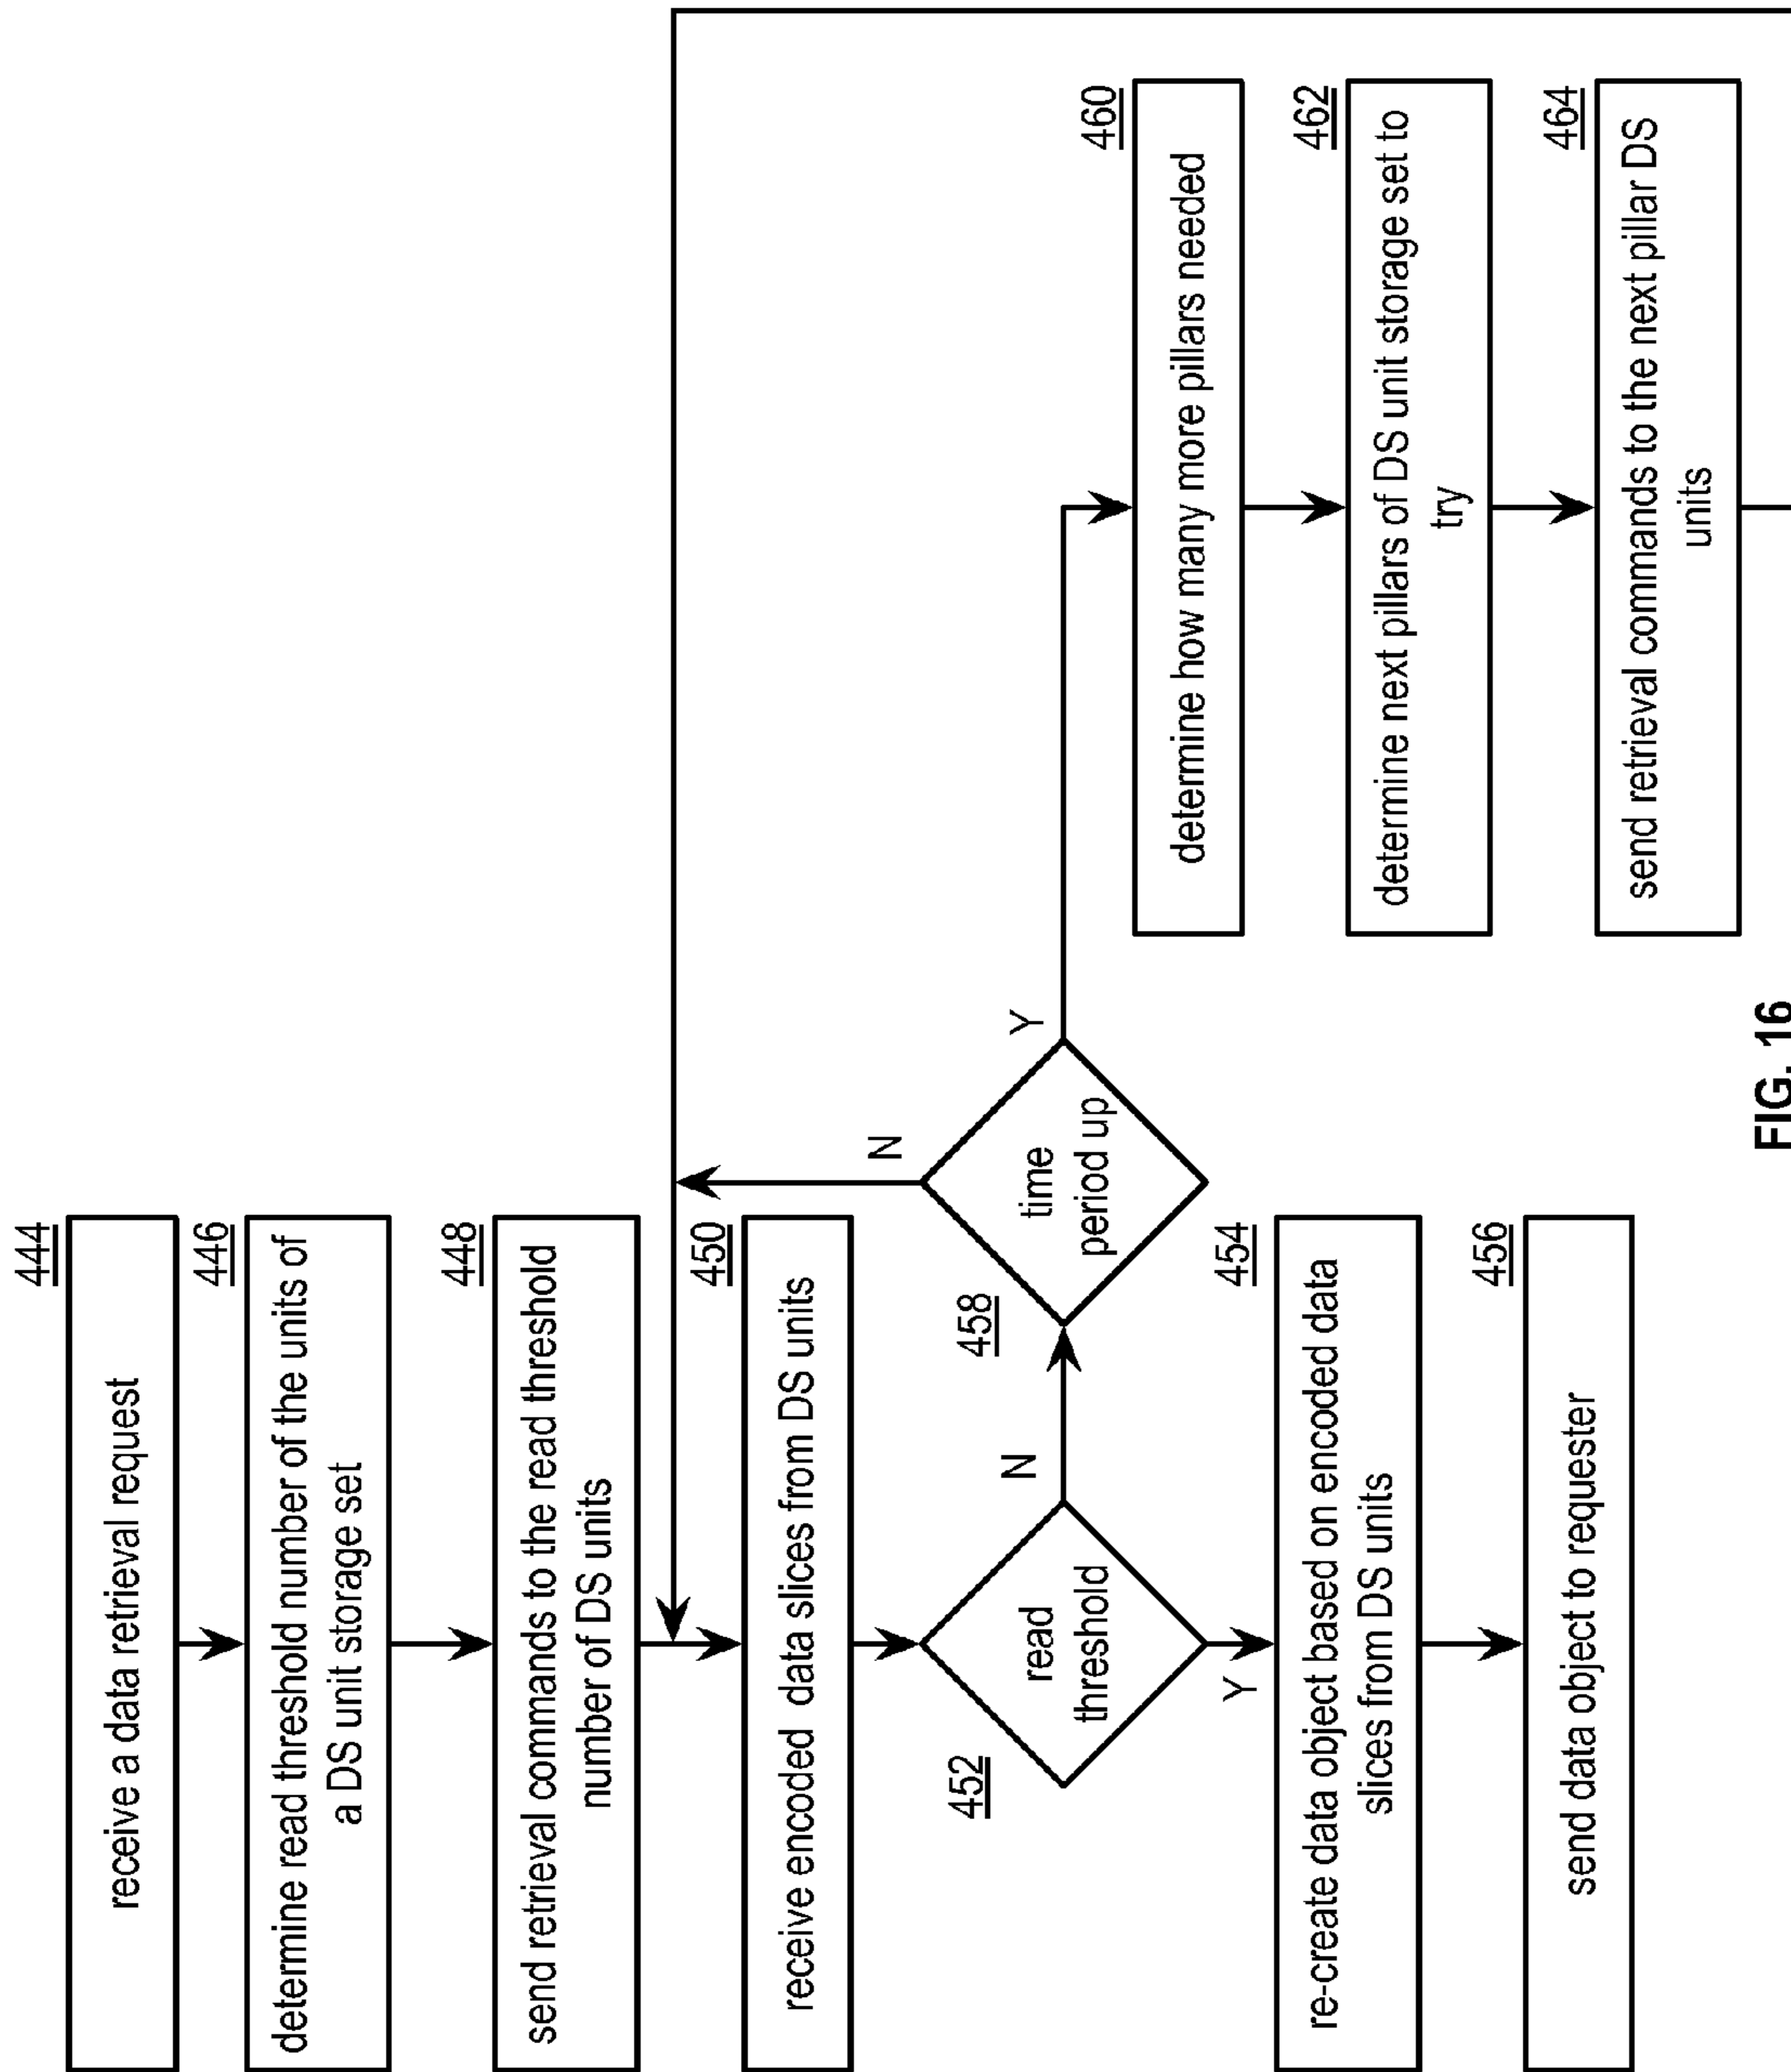 444
receive a data retrieval request
446
determine read threshold number of the units of
a DS unit storage set
448
send retrieval commands to the read threshold
number of DS units
450
receive encoded data slices from DS units
452
read
threshold
N
Y
458
time
period up
N
Y
454
re-create data object based on encoded data
slices from DS units
456
send data object to requester
460
determine how many more pillars needed
462
determine next pillars of DS unit storage set to
try
464
send retrieval commands to the next pillar DS
units
FIG. 16